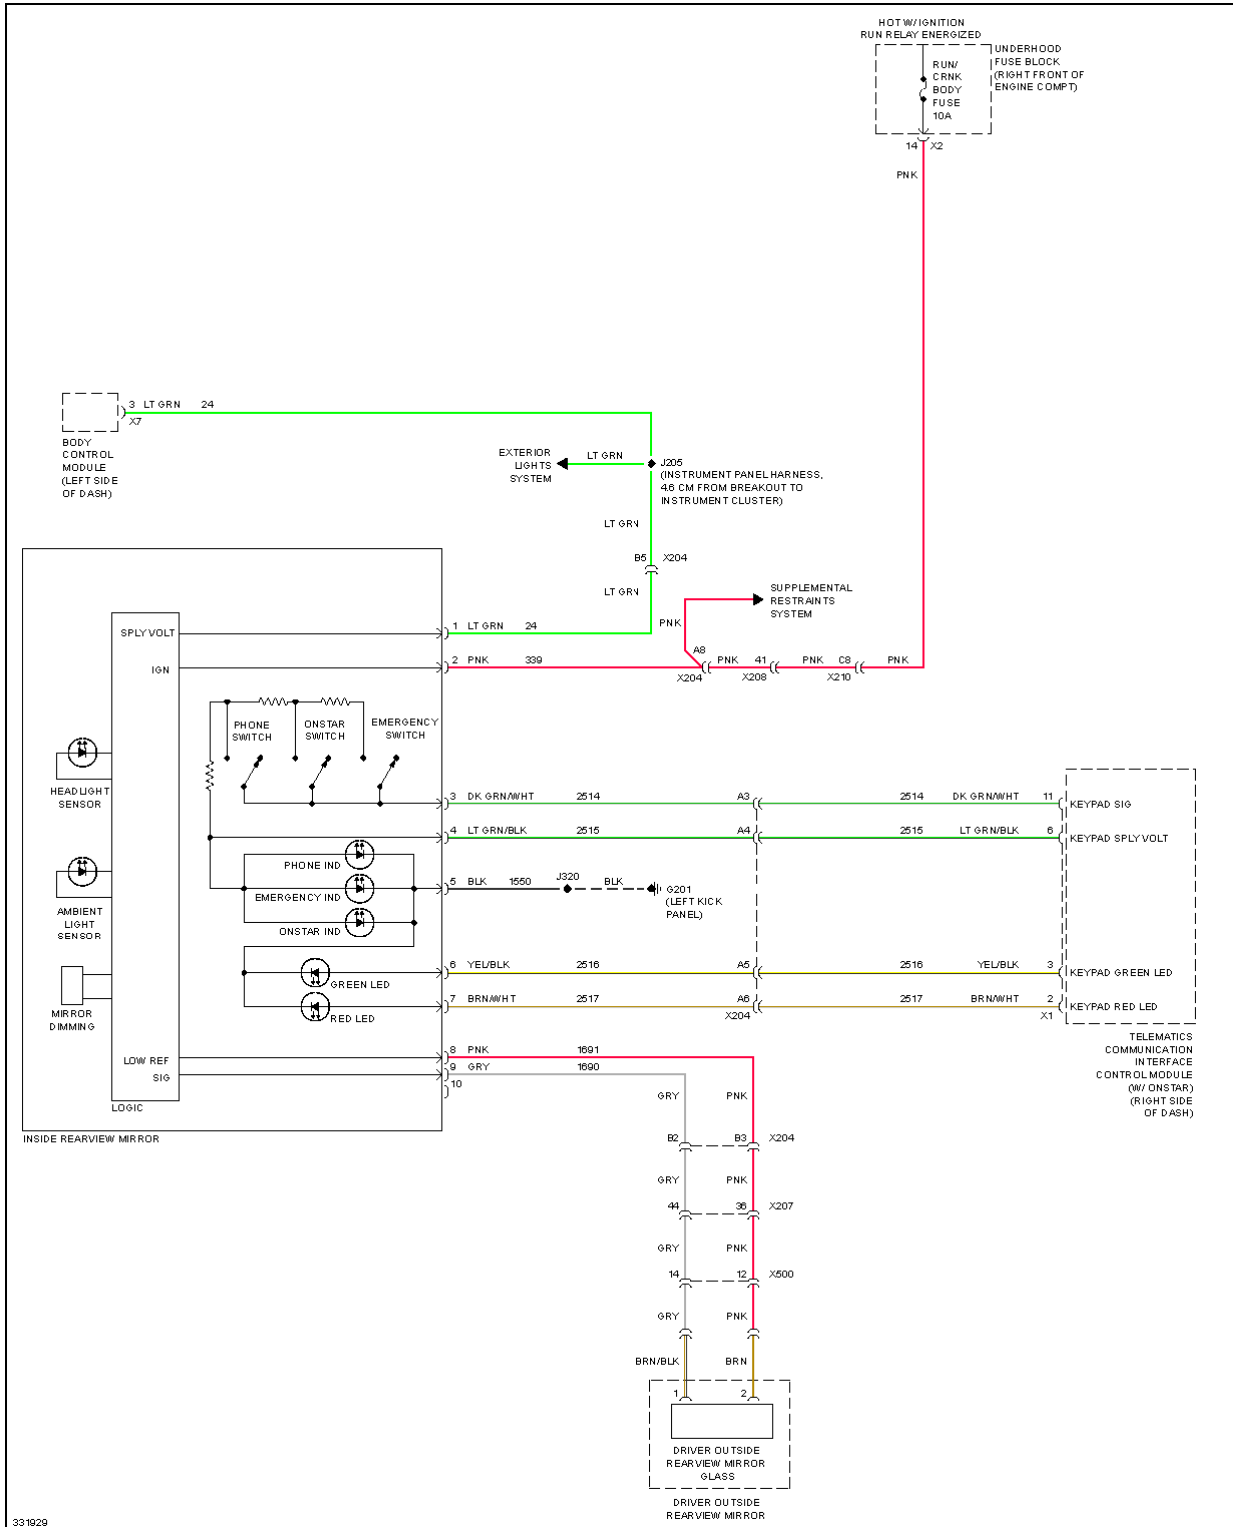 HOT W/IGNITION
RUN RELAY ENERGIZED
UNDERHOOD
FUSE BLOCK
(RIGHT FRONT OF
ENGINE COMPT)
RUN/
CRNK
BODY
FUSE
10A
14 X2
PNK
3 LT GRN 24
X7
BODY
CONTROL
MODULE
(LEFT SIDE
OF DASH)
EXTERIOR
LIGHTS
SYSTEM
LT GRN
J205
(INSTRUMENT PANEL HARNESS,
4.6 CM FROM BREAKOUT TO
INSTRUMENT CLUSTER)
LT GRN
B5 X204
LT GRN
SUPPLEMENTAL
RESTRAINTS
SYSTEM
PNK
SPLY VOLT
1 LT GRN 24
IGN
2 PNK 339
A8
X204
PNK 41
X208
PNK C8
X210
PNK
PHONE
SWITCH
ONSTAR
SWITCH
EMERGENCY
SWITCH
HEADLIGHT
SENSOR
3 DK GRN/WHT 2514 A3 2514 DK GRN/WHT 11 KEYPAD SIG
4 LT GRN/BLK 2515 A4 2515 LT GRN/BLK 6 KEYPAD SPLY VOLT
PHONE IND
EMERGENCY IND
ONSTAR IND
5 BLK 1550 J320 BLK
G201
(LEFT KICK
PANEL)
AMBIENT
LIGHT
SENSOR
6 YEL/BLK 2516 A5 2516 YEL/BLK 3 KEYPAD GREEN LED
GREEN LED
7 BRN/WHT 2517 A6 2517 BRN/WHT 2 KEYPAD RED LED
RED LED
X204
X1
MIRROR
DIMMING
TELEMATICS
COMMUNICATION
INTERFACE
CONTROL MODULE
(W/ ONSTAR)
(RIGHT SIDE
OF DASH)
LOW REF
8 PNK 1691
SIG
9 GRY 1690
10
LOGIC
INSIDE REARVIEW MIRROR
GRY PNK
B2 B3 X204
GRY PNK
44 36 X207
GRY PNK
14 12 X500
GRY PNK
BRN/BLK BRN
1 2
DRIVER OUTSIDE
REARVIEW MIRROR
GLASS
DRIVER OUTSIDE
REARVIEW MIRROR
331929